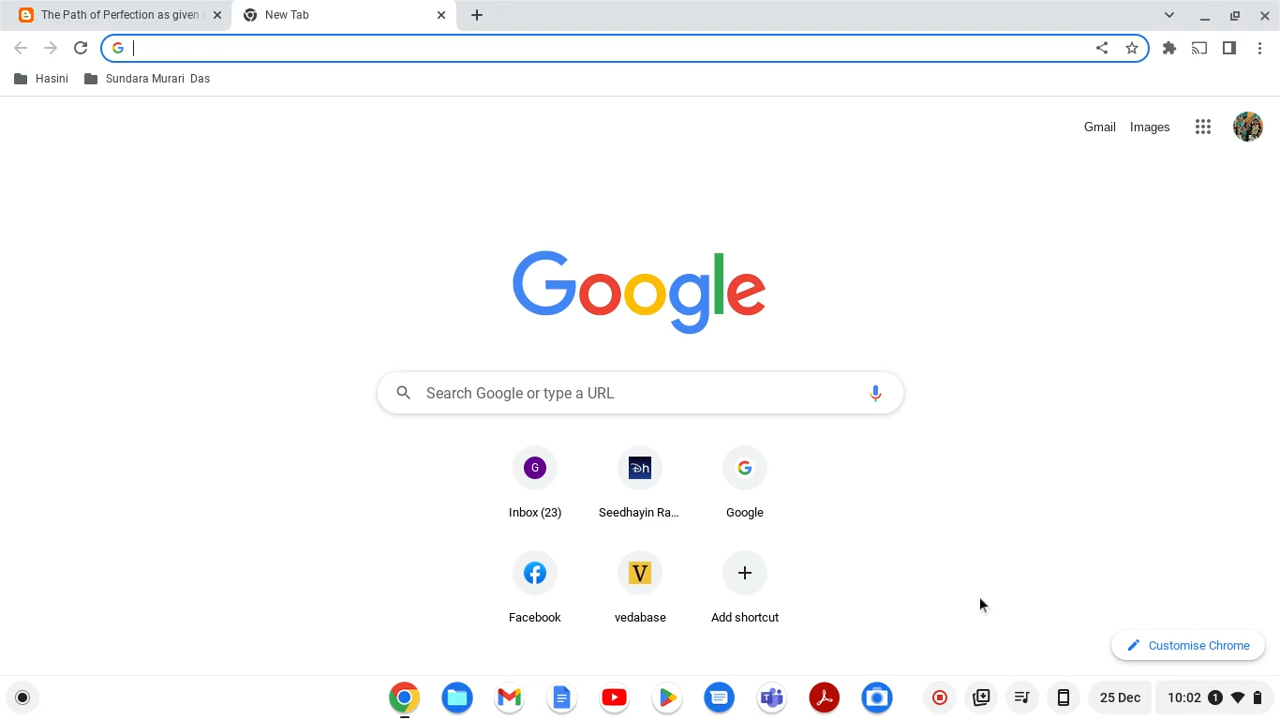 The Path of Perfection as given
New Tab
Hasini
Sundara Murari Das
Gmail
Images
Google
Search Google or type a URL
G
Dh
Inbox (23)
Seedhayin Ra...
Google
V
Facebook
vedabase
Add shortcut
Customise Chrome
25 Dec
10:02
1